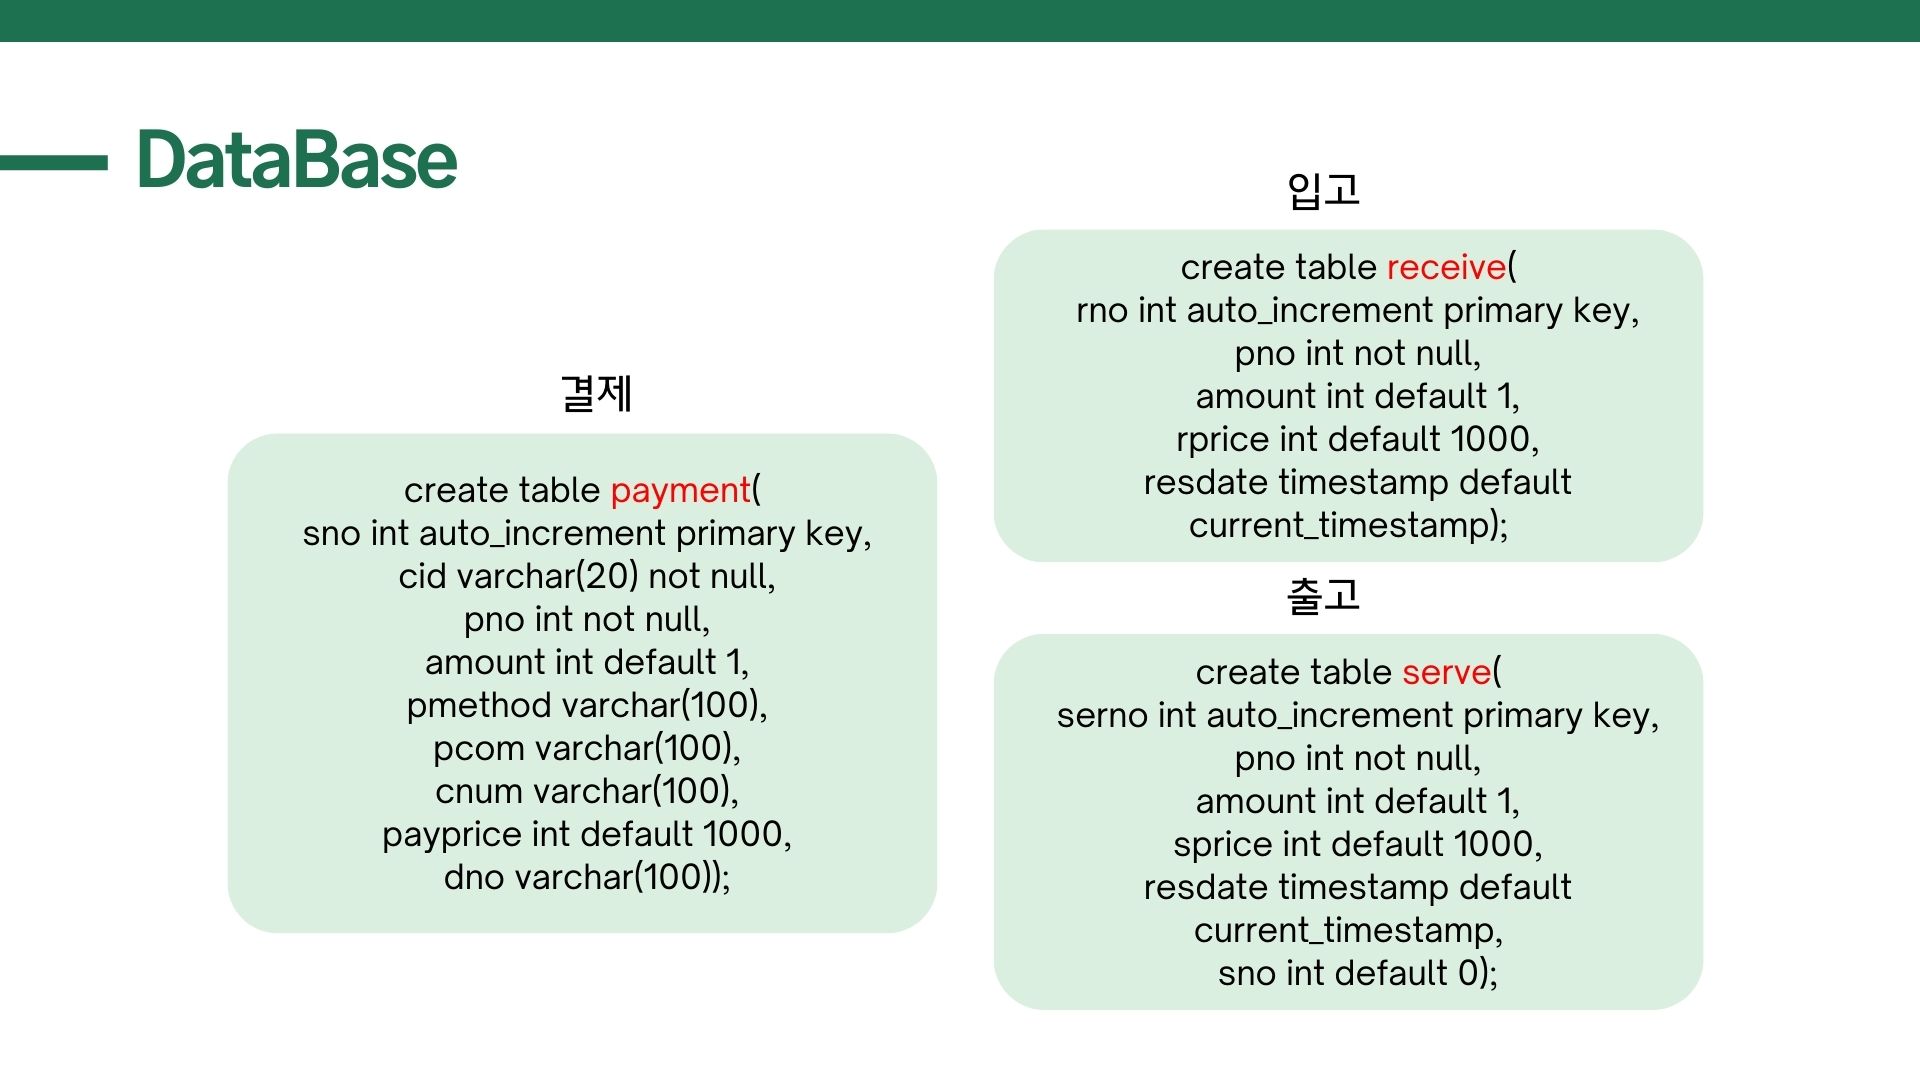 DataBase
결제
create table payment(
sno int auto_increment primary key,
cid varchar(20) not null,
pno int not null,
amount int default 1,
pmethod varchar(100),
pcom varchar(100),
cnum varchar(100),
payprice int default 1000,
dno varchar(100));
입고
create table receive(
rno int auto_increment primary key,
pno int not null,
amount int default 1,
rprice int default 1000,
resdate timestamp default
current_timestamp);
출고
create table serve(
serno int auto_increment primary key,
pno int not null,
amount int default 1,
sprice int default 1000,
resdate timestamp default
current_timestamp,
sno int default 0);